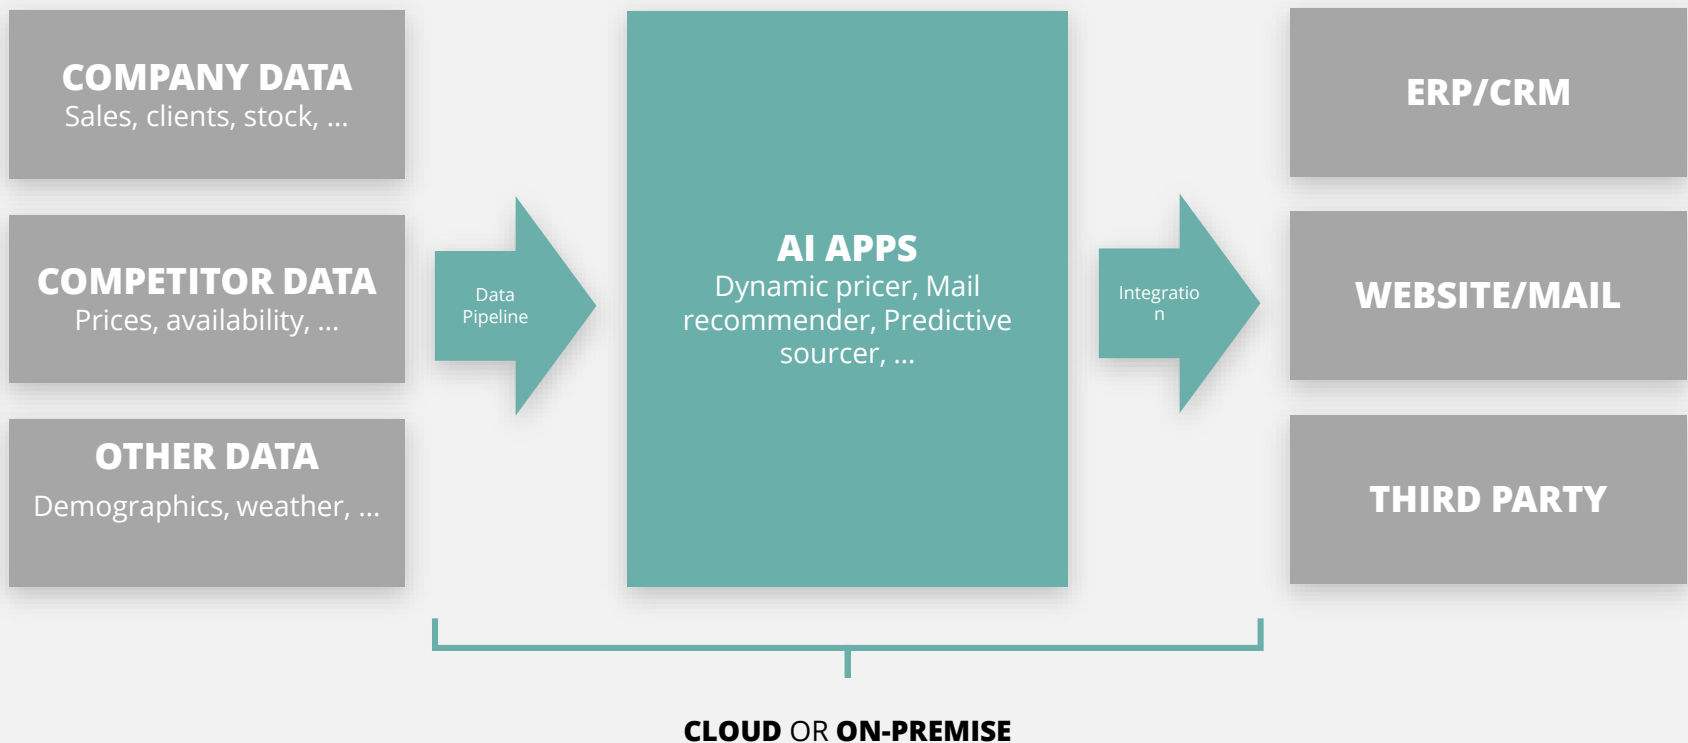 COMPANY DATA
Sales, clients, stock, ...
COMPETITOR DATA
Prices, availability, ...
OTHER DATA
Demographics, weather, ...
Data
Pipeline
AI APPS
Dynamic pricer, Mail
recommender, Predictive
sourcer, ...
Integratio
n
ERP/CRM
WEBSITE/MAIL
THIRD PARTY
CLOUD OR ON-PREMISE